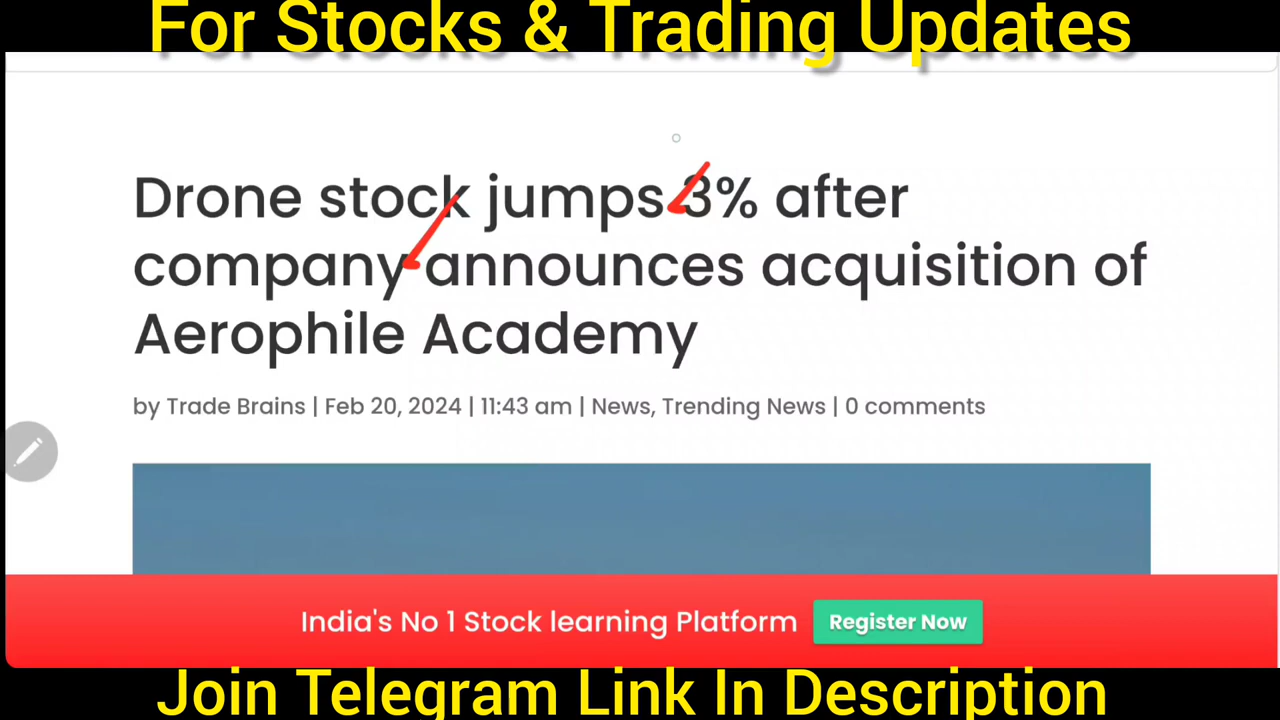 For Stocks & Trading Updates
Drone stock jumps 3% after
company announces acquisition of
Aerophile Academy
by Trade Brains | Feb 20, 2024 | 11:43 am | News, Trending News | 0 comments
India's No 1 Stock learning Platform Register Now
Join Telegram Link In Description